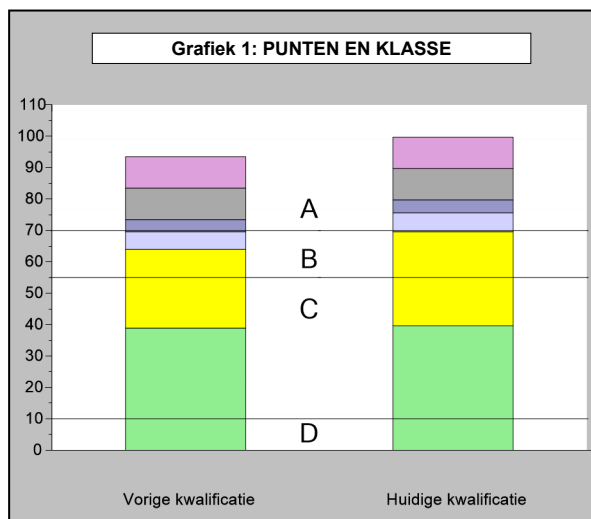 Grafiek 1: PUNTEN EN KLASSE
110
100
90
80
70
60
50
40
30
20
10
0
A
B
C
D
Vorige kwalificatie Huidige kwalificatie